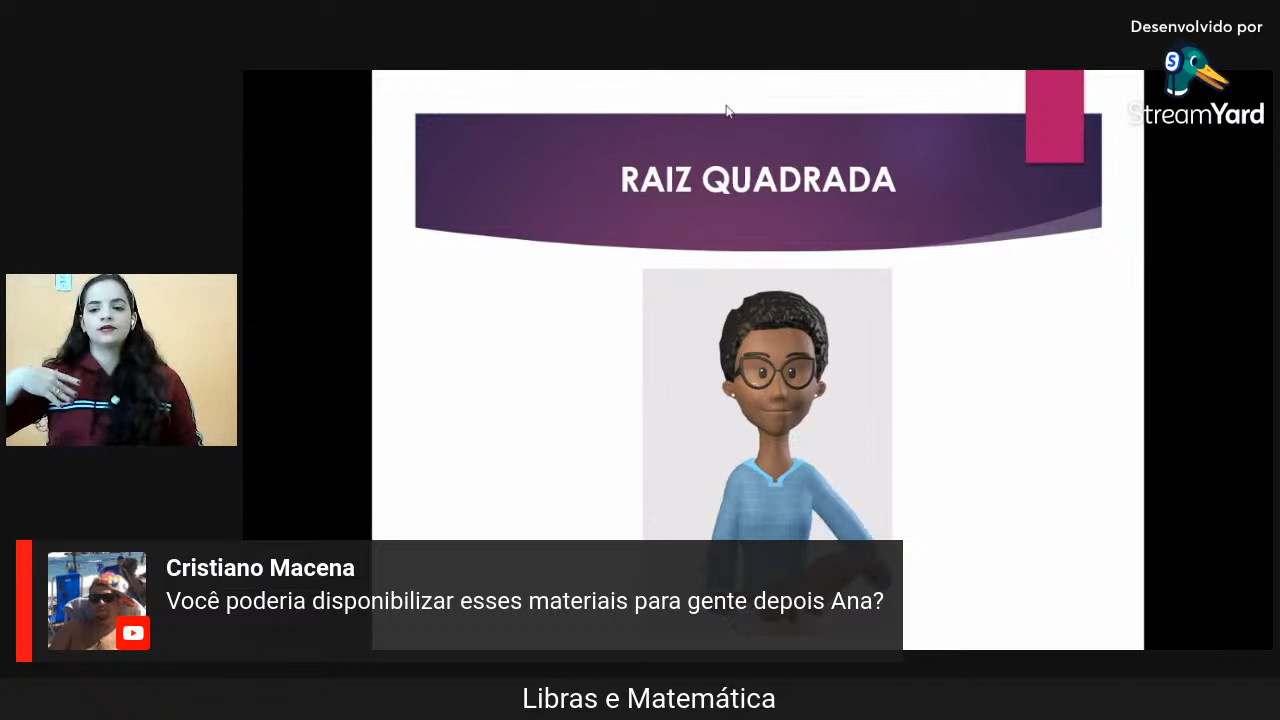 Desenvolvido por
StreamYard
RAIZ QUADRADA
Cristiano Macena
Você poderia disponibilizar esses materiais para gente depois Ana?
Libras e Matemática